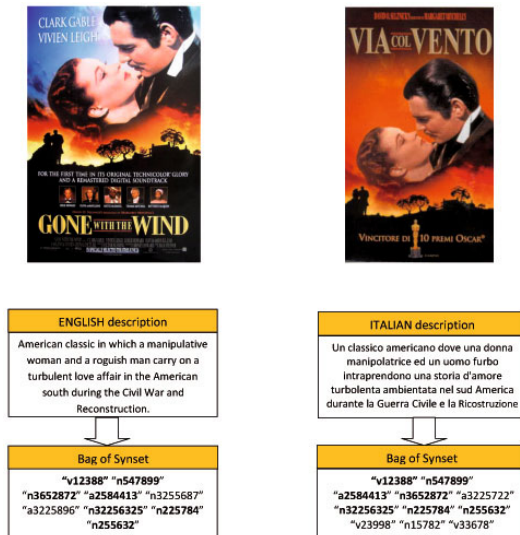 CLARK GABLE
VIVIEN LEIGH
FOR THE FIRST TIME IN ITS ORIGINAL TECHNICOLOR GLORY
AND A REMASTERED DIGITAL SOUNDTRACK
GONE WITH THE WIND
VIA COL VENTO
VINCITORE DI 10 PREMI OSCAR®
ENGLISH description
American classic in which a manipulative
woman and a roguish man carry on a
turbulent love affair in the American
south during the Civil War and
Reconstruction.
Bag of Synset
"v12388" "n547899"
"n3652872" "a2584413" "n3255687"
"a3225896" "n32256325" "n225784"
"n255632"
ITALIAN description
Un classico americano dove una donna
manipolatrice ed un uomo furbo
intraprendono una storia d'amore
turbolenta ambientata nel sud America
durante la Guerra Civile e la Ricostruzione
Bag of Synset
"v12388" "n547899"
"a2584413" "n3652872" "a3225722"
"n32256325" "n225784" "n255632"
"v23998" "n15782" "v33678"